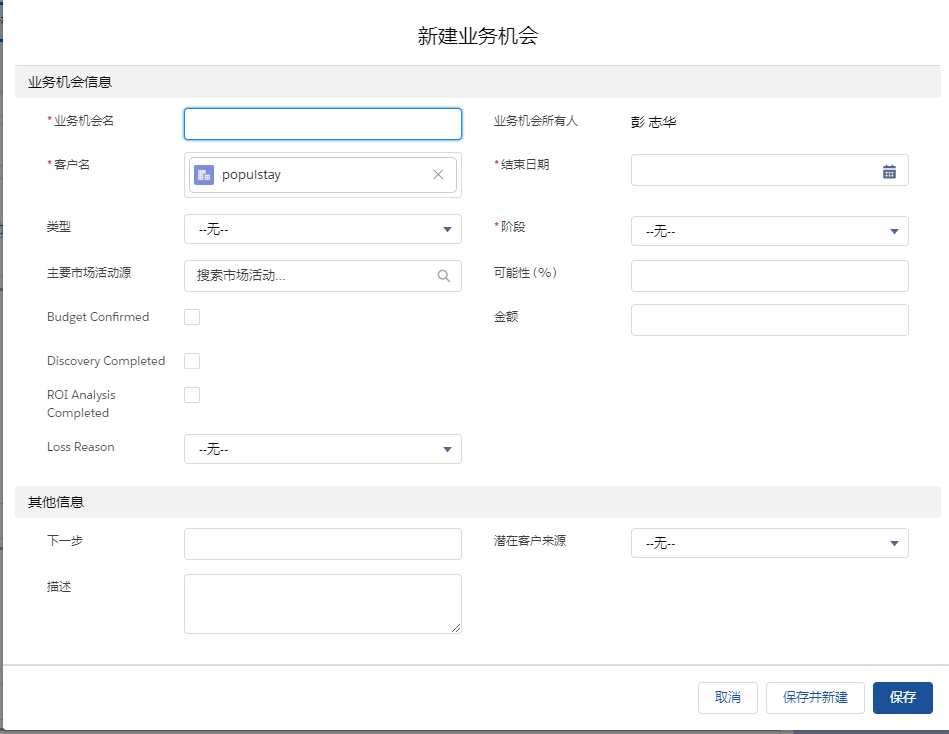 新建业务机会
业务机会信息
*业务机会名
业务机会所有人
彭 志华
*客户名
populstay
*结束日期
类型
--无--
*阶段
--无--
主要市场活动源
搜索市场活动...
可能性 (%)
Budget Confirmed
金额
Discovery Completed
ROI Analysis
Completed
Loss Reason
--无--
其他信息
下一步
潜在客户来源
--无--
描述
取消
保存并新建
保存